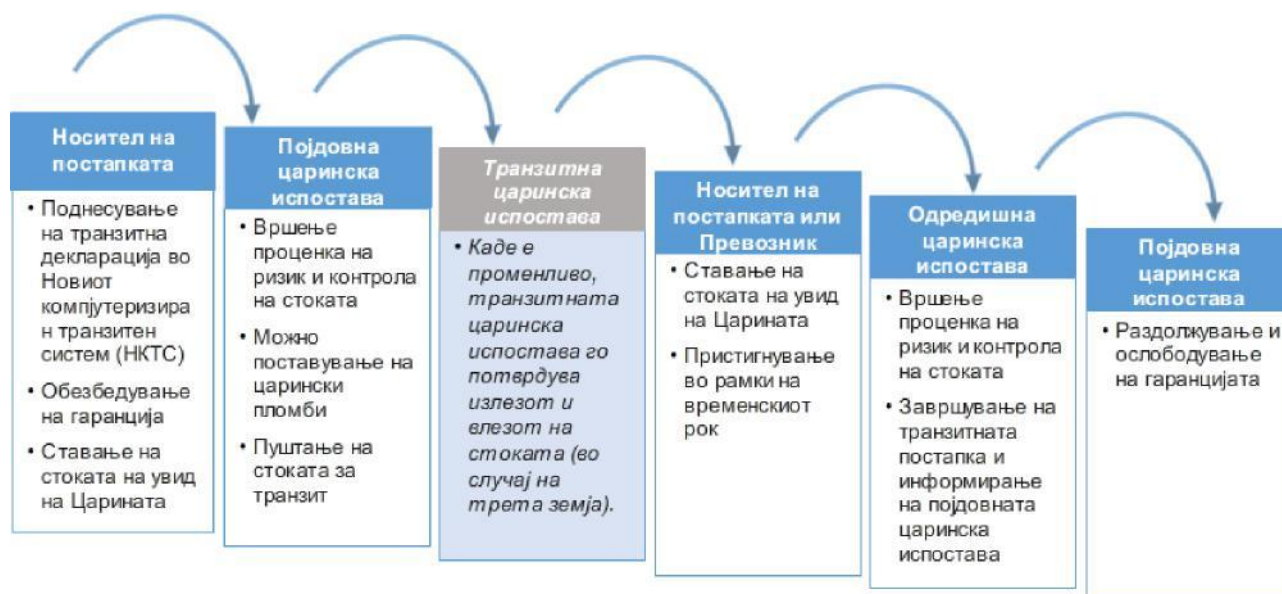 Носител на
постапката
• Поднесување
на транзитна
декларација во
Новиот
компјутеризира
н транзитен
систем (НКТС)
• Обезбедување
на гаранција
• Ставање на
стоката на увид
на Царината
Појдовна
царинска
испостава
• Вршење
проценка на
ризик и контрола
на стоката
• Можно
поставување на
царински
пломби
• Пуштање на
стоката за
транзит
Транзитна
царинска
испостава
• Каде е
променливо,
транзитната
царинска
испостава го
потврдува
излезот и
влезот на
стоката (во
случај на
трета земја).
Носител на
постапката или
Превозник
• Ставање на
стоката на увид
на Царината
• Пристигнување
во рамки на
временскиот
рок
Одредишна
царинска
испостава
• Вршење
проценка на
ризик и контрола
на стоката
• Завршување на
транзитната
постапка и
информирање
на појдовната
царинска
испостава
Појдовна
царинска
испостава
• Раздолжување и
ослободување
на гаранцијата